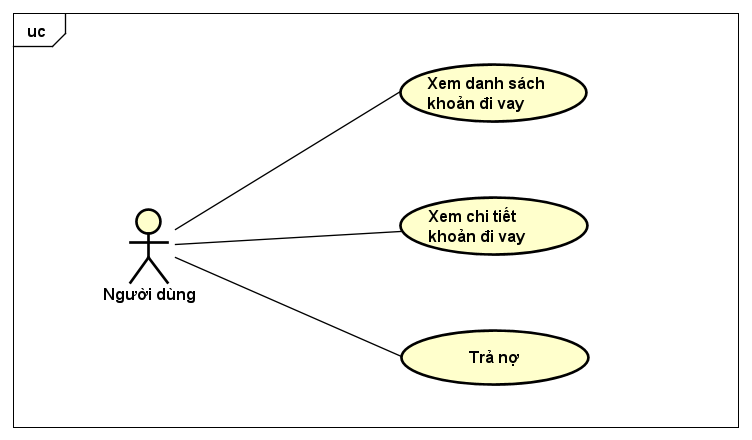 uc
Xem danh sách
khoản đi vay
Xem chi tiết
khoản đi vay
Người dùng
Trả nợ